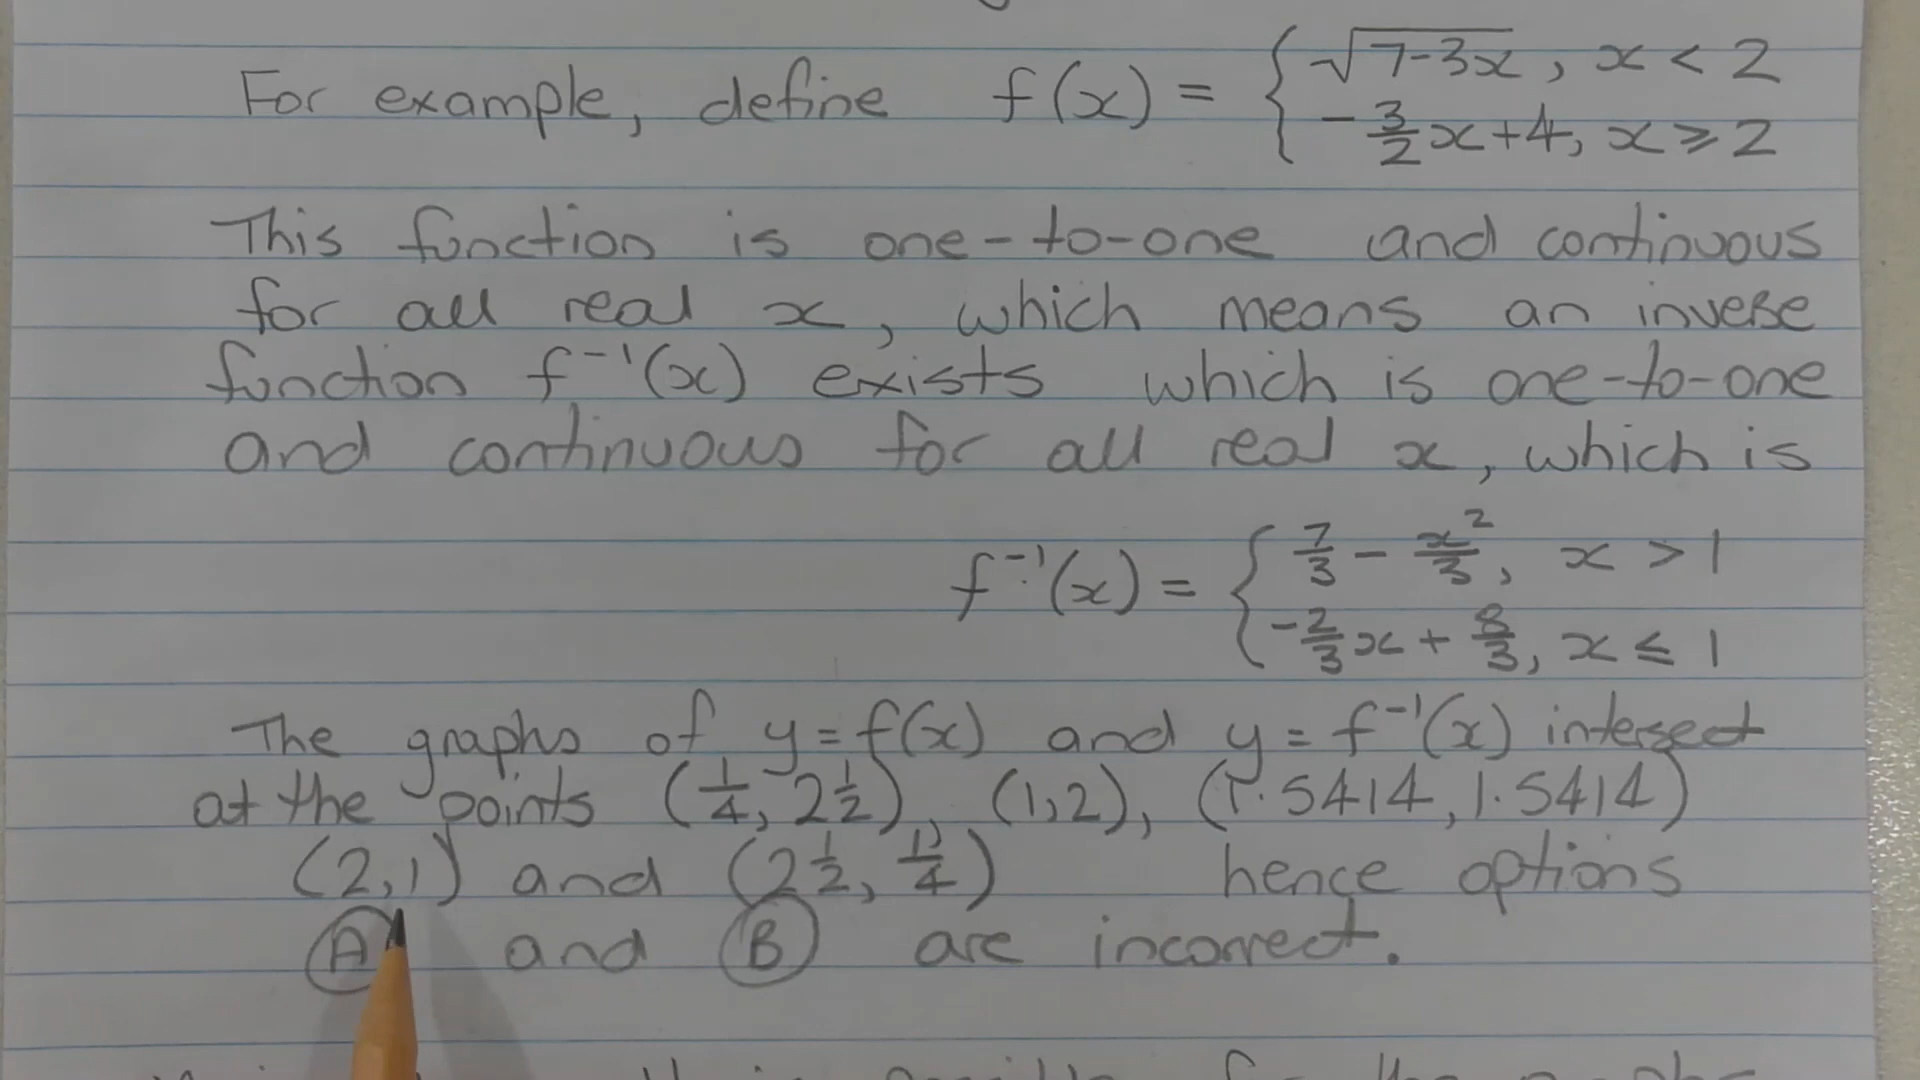 For example, define f(x) = { √(7-3x), x < 2
-3/2 x + 4, x ≥ 2
This function is one-to-one and continuous
for all real x, which means an inverse
function f⁻¹(x) exists which is one-to-one
and continuous for all real x, which is
f⁻¹(x) = { 7/3 - x²/3, x > 1
-2/3 x + 8/3, x ≤ 1
The graphs of y = f(x) and y = f⁻¹(x) intersect
at the points (1/4, 2 1/2), (1,2), (1.5414, 1.5414)
(2,1) and (2 1/2, 1/4) hence options
Ⓐ and Ⓑ are incorrect.